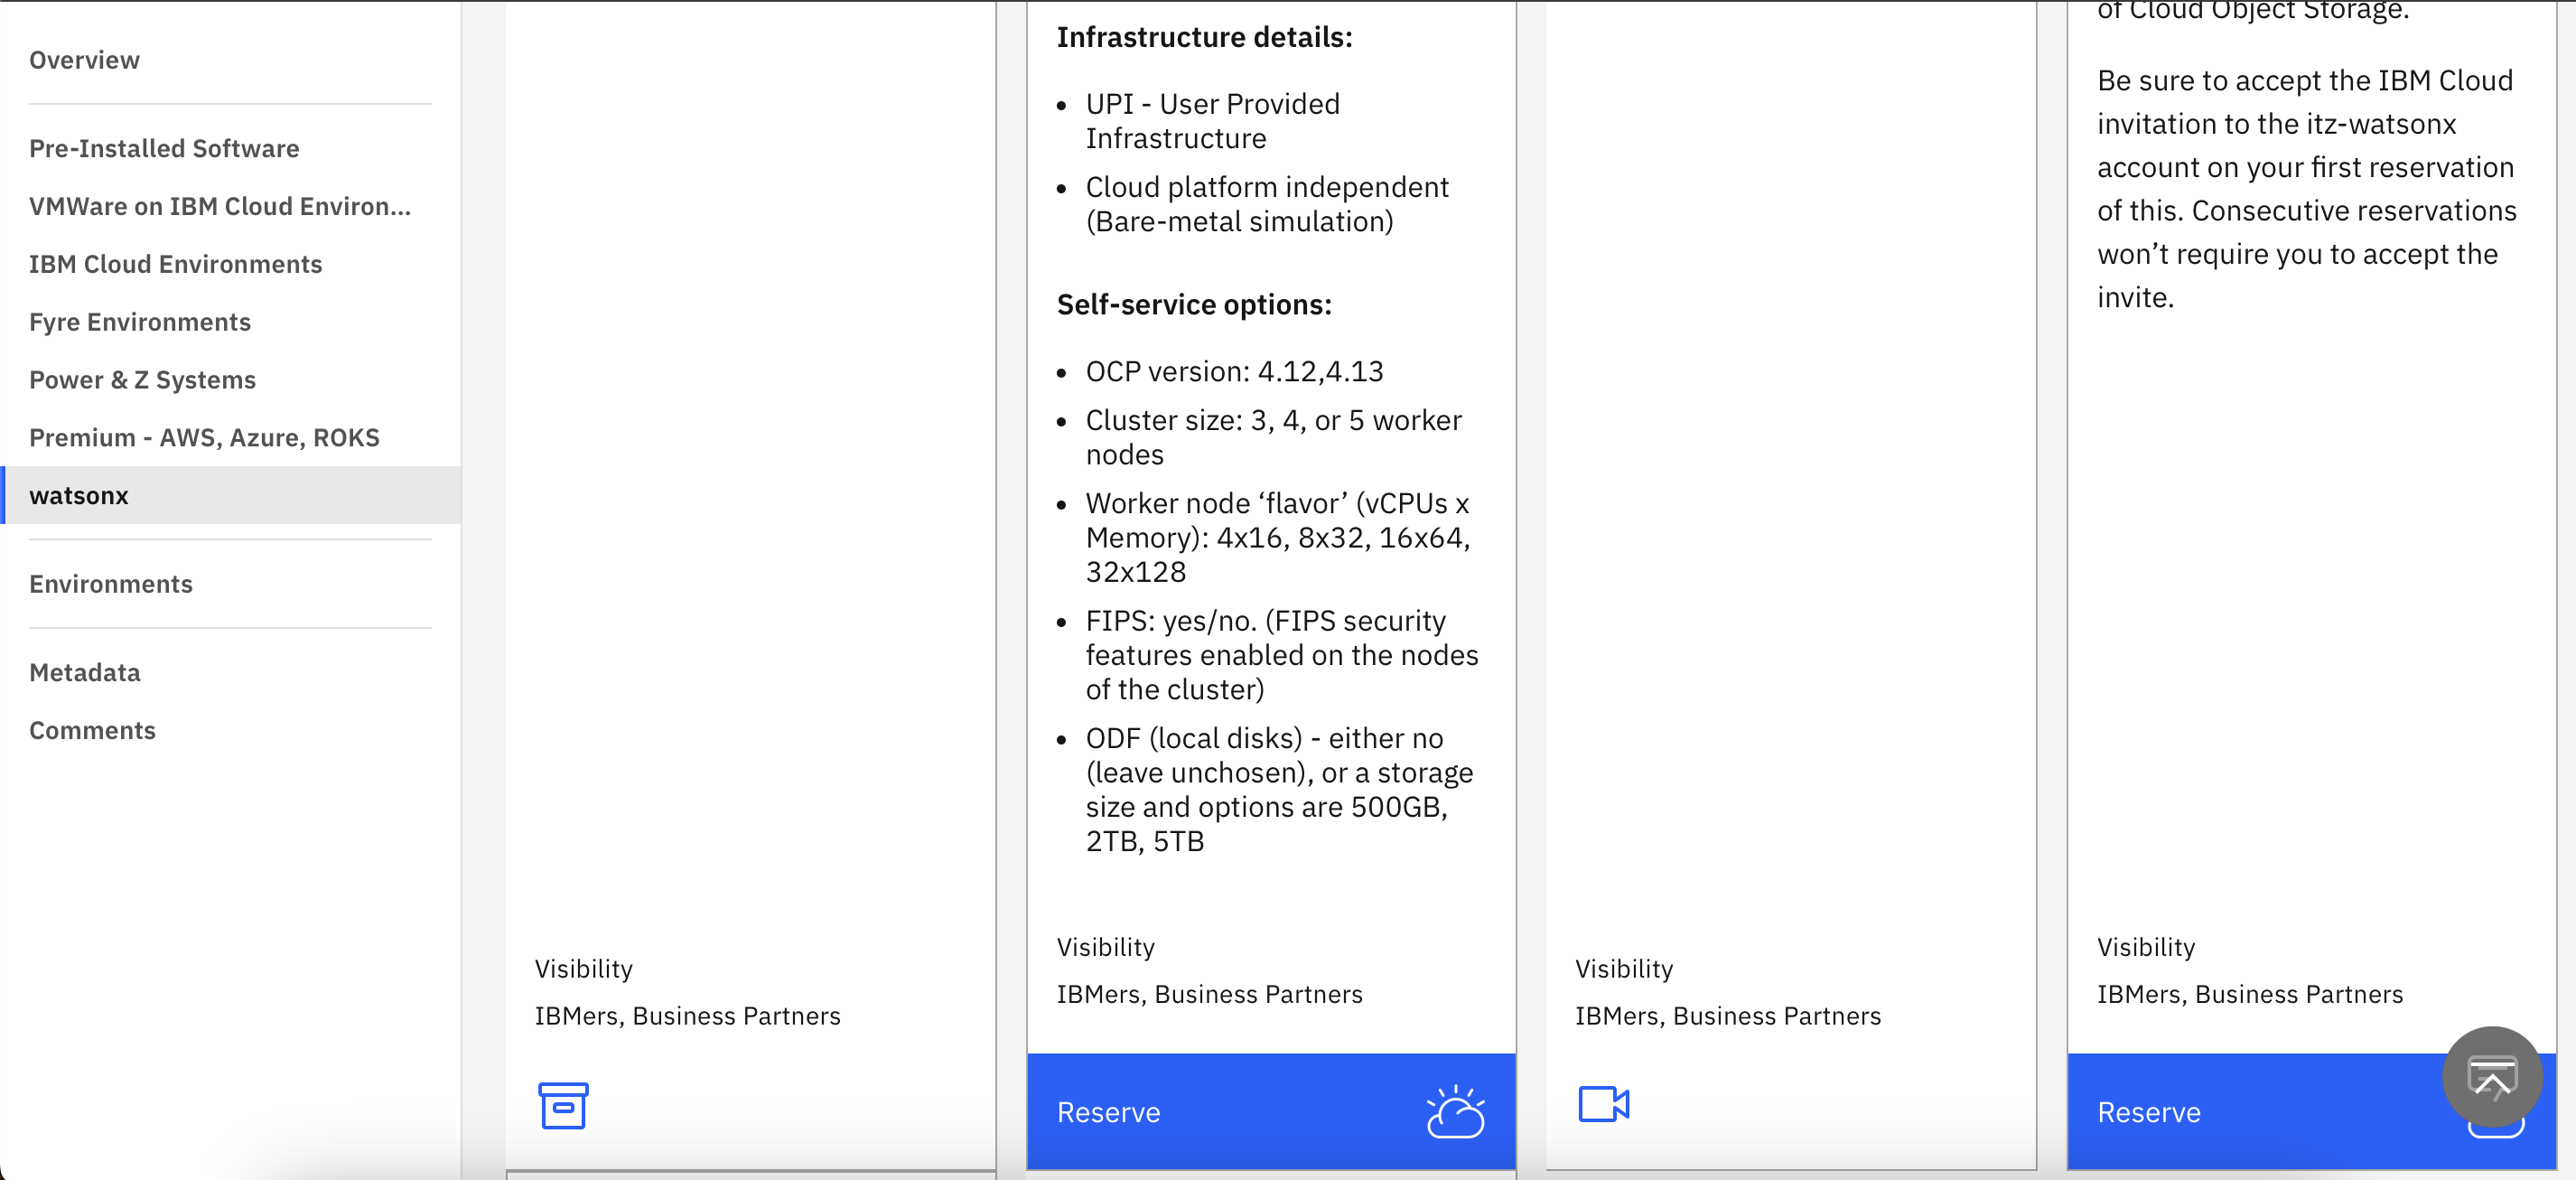 Overview
Pre-Installed Software
VMWare on IBM Cloud Environ...
IBM Cloud Environments
Fyre Environments
Power & Z Systems
Premium - AWS, Azure, ROKS
watsonx
Environments
Metadata
Comments
Visibility
IBMers, Business Partners
Infrastructure details:
• UPI - User Provided
Infrastructure
• Cloud platform independent
(Bare-metal simulation)
Self-service options:
• OCP version: 4.12,4.13
• Cluster size: 3, 4, or 5 worker
nodes
• Worker node ‘flavor’ (vCPUs x
Memory): 4x16, 8x32, 16x64,
32x128
• FIPS: yes/no. (FIPS security
features enabled on the nodes
of the cluster)
• ODF (local disks) - either no
(leave unchosen), or a storage
size and options are 500GB,
2TB, 5TB
Visibility
IBMers, Business Partners
Reserve
Visibility
IBMers, Business Partners
of Cloud Object Storage.
Be sure to accept the IBM Cloud
invitation to the itz-watsonx
account on your first reservation
of this. Consecutive reservations
won’t require you to accept the
invite.
Visibility
IBMers, Business Partners
Reserve